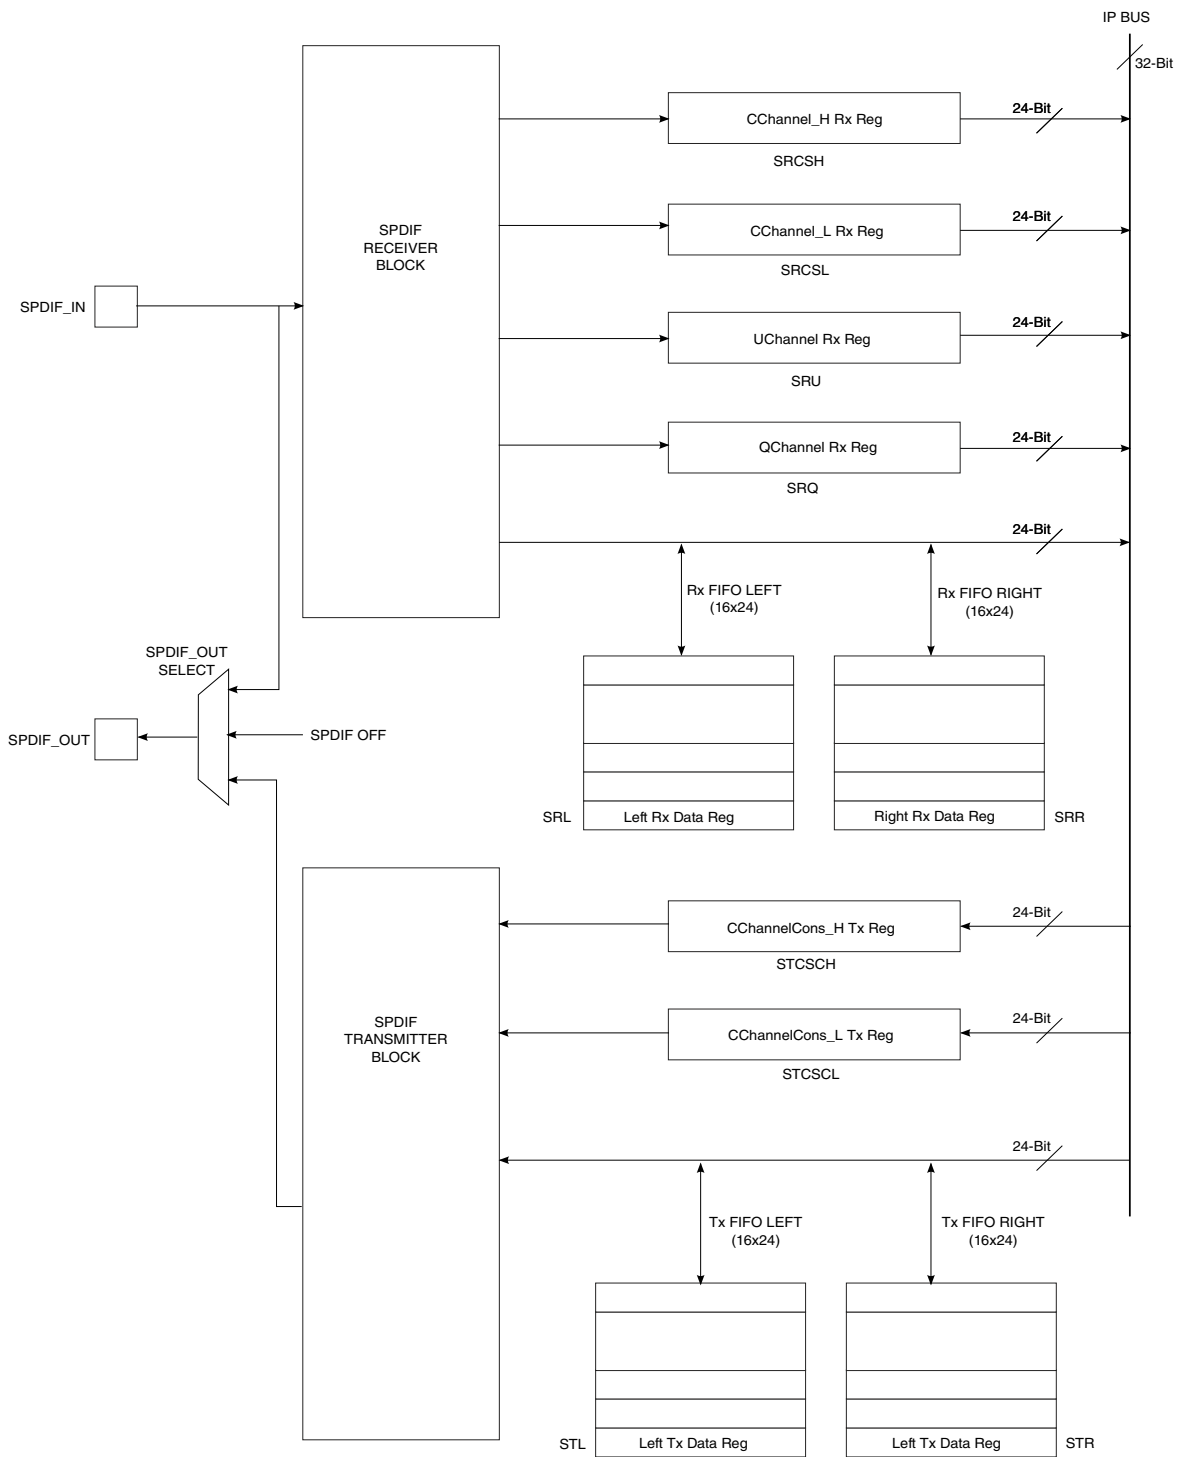 IP BUS
32-Bit
24-Bit
CChannel_H Rx Reg
SRCSH
24-Bit
CChannel_L Rx Reg
SRCSL
SPDIF
RECEIVER
BLOCK
SPDIF_IN
24-Bit
UChannel Rx Reg
SRU
24-Bit
QChannel Rx Reg
SRQ
24-Bit
Rx FIFO LEFT
(16x24)
Rx FIFO RIGHT
(16x24)
SPDIF_OUT
SELECT
SPDIF_OUT
SPDIF OFF
SRL
Left Rx Data Reg
Right Rx Data Reg
SRR
24-Bit
CChannelCons_H Tx Reg
STCSCH
SPDIF
TRANSMITTER
BLOCK
24-Bit
CChannelCons_L Tx Reg
STCSCL
24-Bit
Tx FIFO LEFT
(16x24)
Tx FIFO RIGHT
(16x24)
STL
Left Tx Data Reg
Left Tx Data Reg
STR